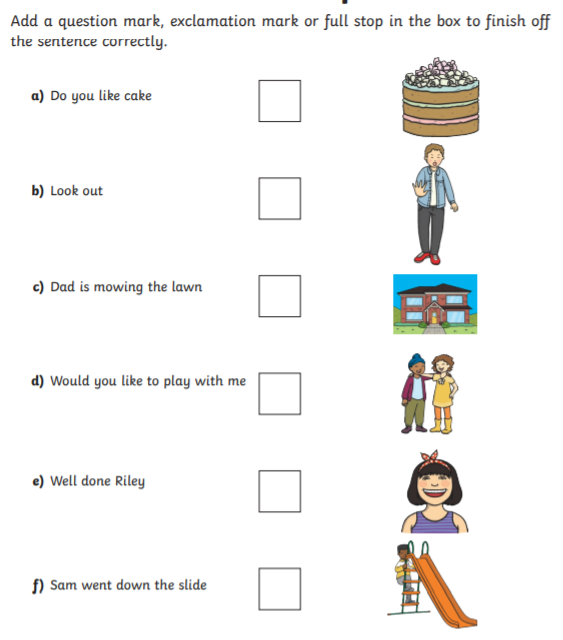 Add a question mark, exclamation mark or full stop in the box to finish off
the sentence correctly.
a) Do you like cake
b) Look out
c) Dad is mowing the lawn
d) Would you like to play with me
e) Well done Riley
f) Sam went down the slide